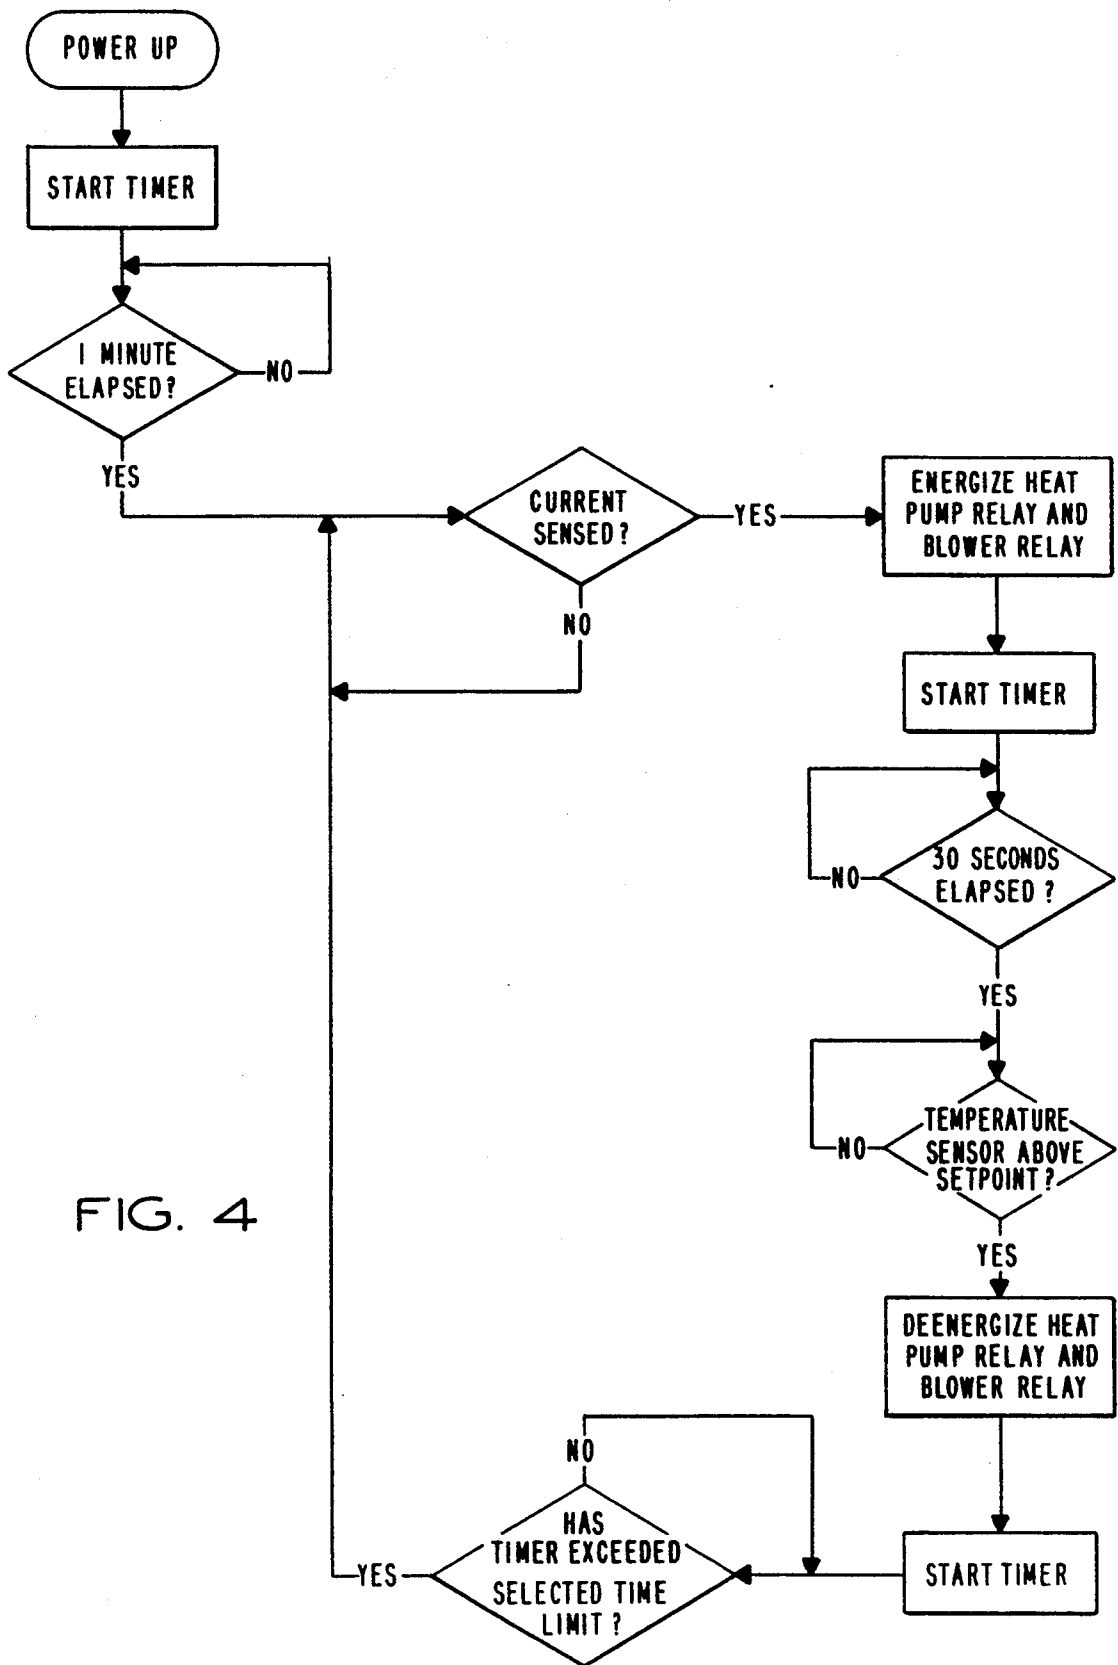 POWER UP
START TIMER
1 MINUTE
ELAPSED?
NO
YES
CURRENT
SENSED?
YES
NO
ENERGIZE HEAT
PUMP RELAY AND
BLOWER RELAY
START TIMER
30 SECONDS
ELAPSED?
NO
YES
TEMPERATURE
SENSOR ABOVE
SETPOINT?
NO
YES
DEENERGIZE HEAT
PUMP RELAY AND
BLOWER RELAY
START TIMER
HAS
TIMER EXCEEDED
SELECTED TIME
LIMIT?
NO
YES
FIG. 4